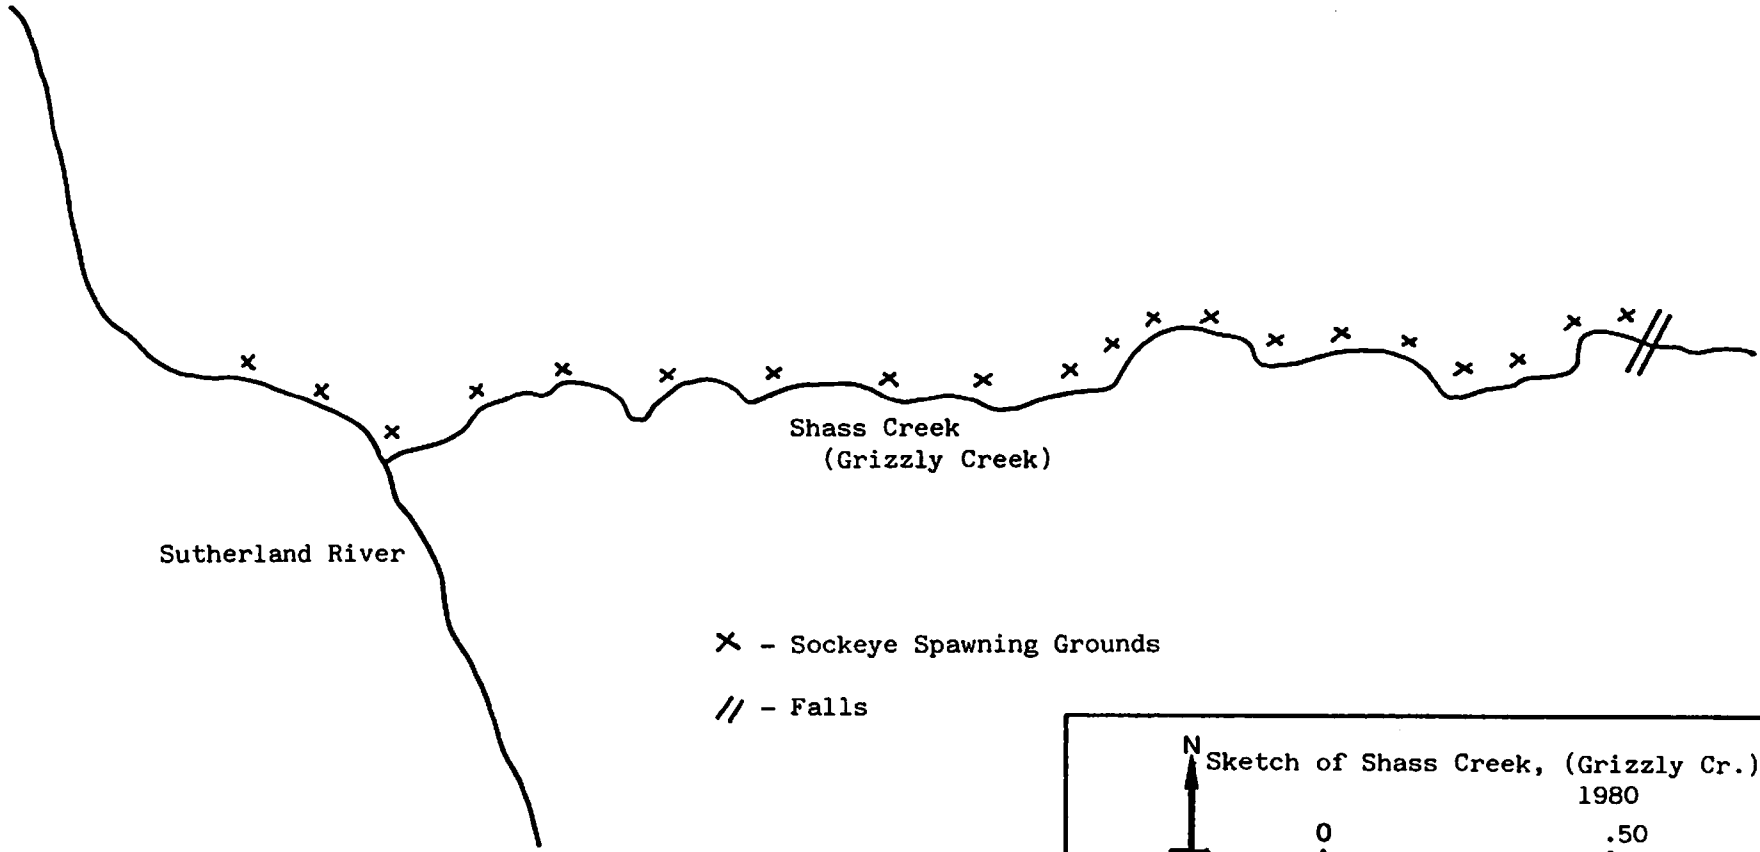 Shass Creek
(Grizzly Creek)
Sutherland River
X - Sockeye Spawning Grounds
// - Falls
N
Sketch of Shass Creek, (Grizzly Cr.)
1980
0 .50